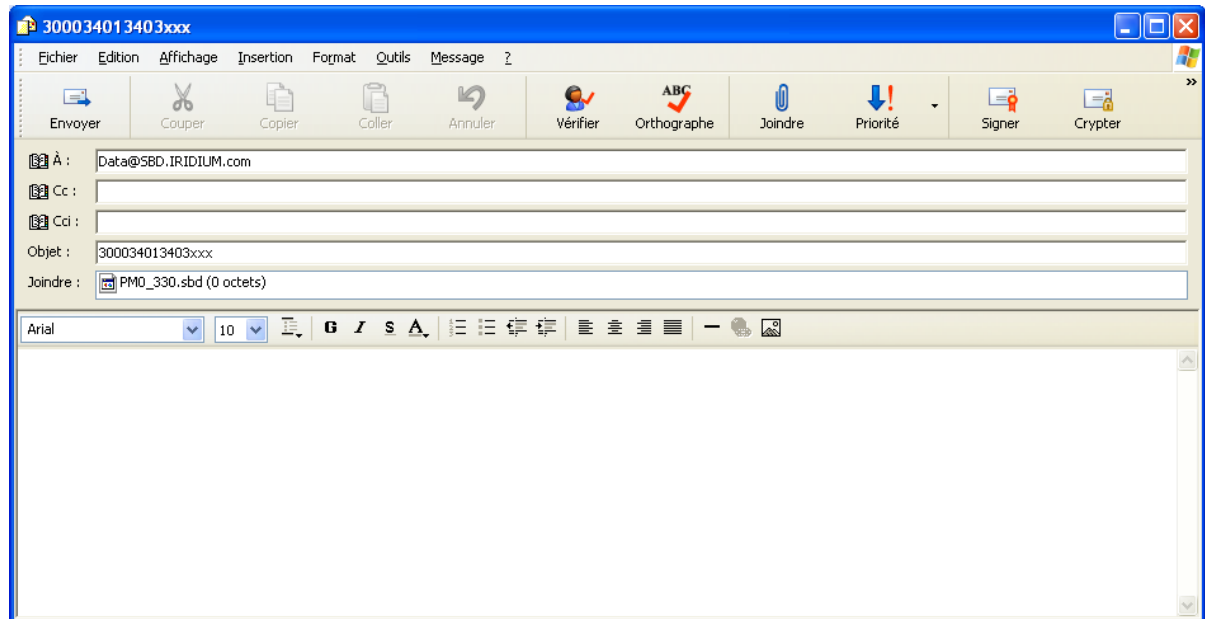 300034013403xxx
Fichier Edition Affichage Insertion Format Outils Message ?
Envoyer Couper Copier Coller Annuler Vérifier ABC Orthographe Joindre Priorité Signer Crypter »
À : Data@SBD.IRIDIUM.com
Cc :
Cci :
Objet : 300034013403xxx
Joindre : PM0_330.sbd (0 octets)
Arial 10 G I S A